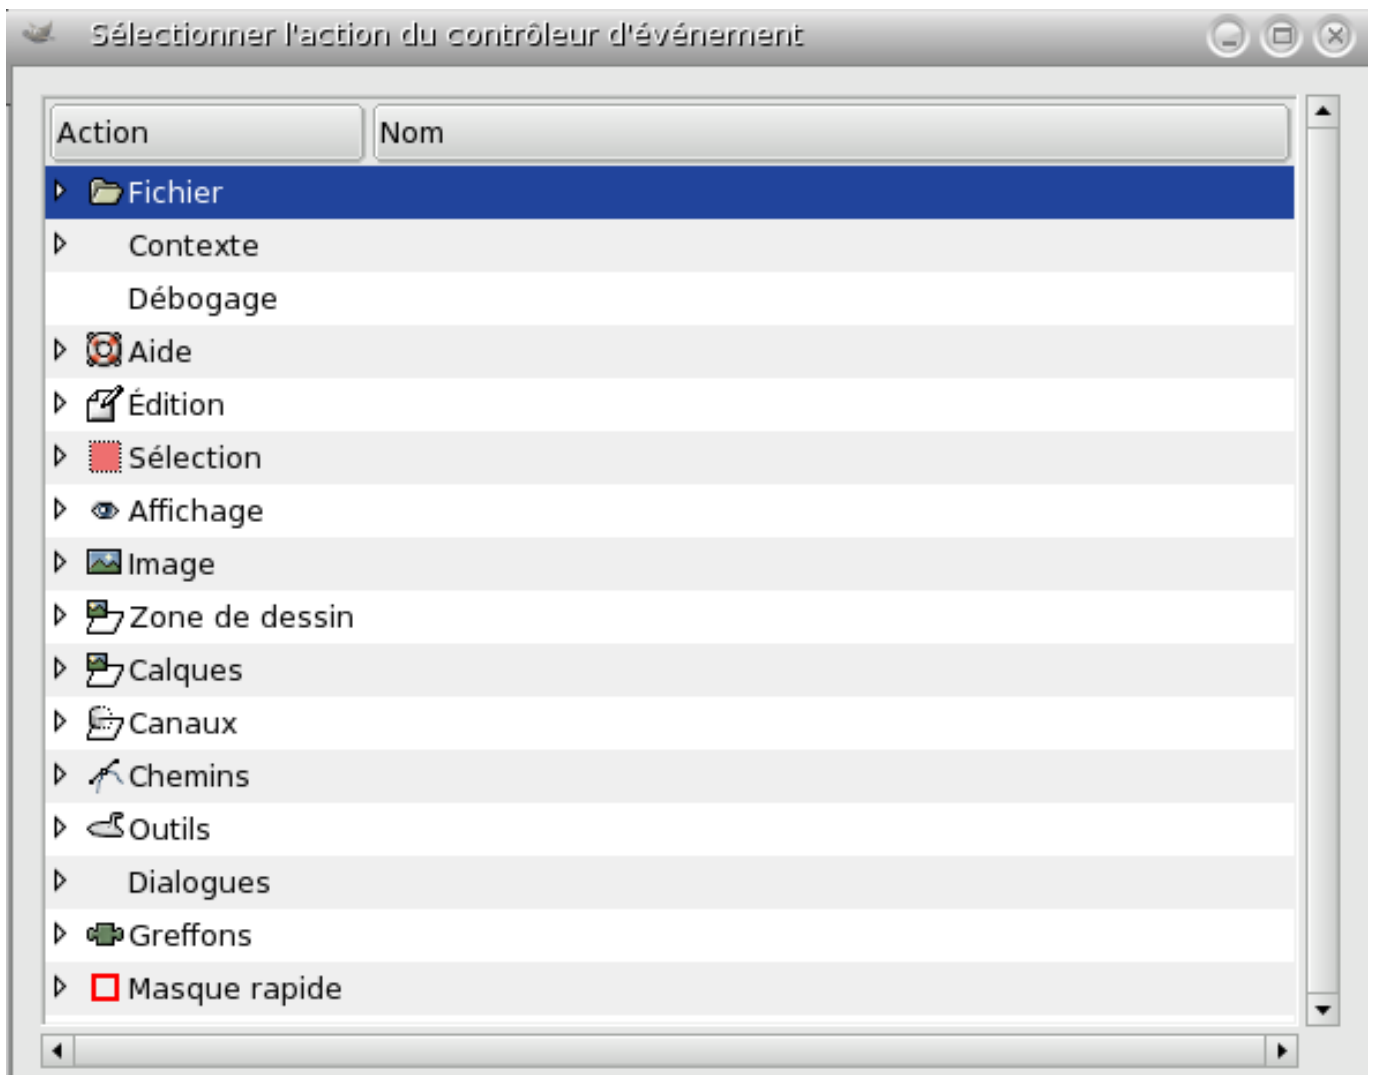 Sélectionner l'action du contrôleur d'événement
Action Nom
Fichier
Contexte
Débogage
Aide
Édition
Sélection
Affichage
Image
Zone de dessin
Calques
Canaux
Chemins
Outils
Dialogues
Greffons
Masque rapide